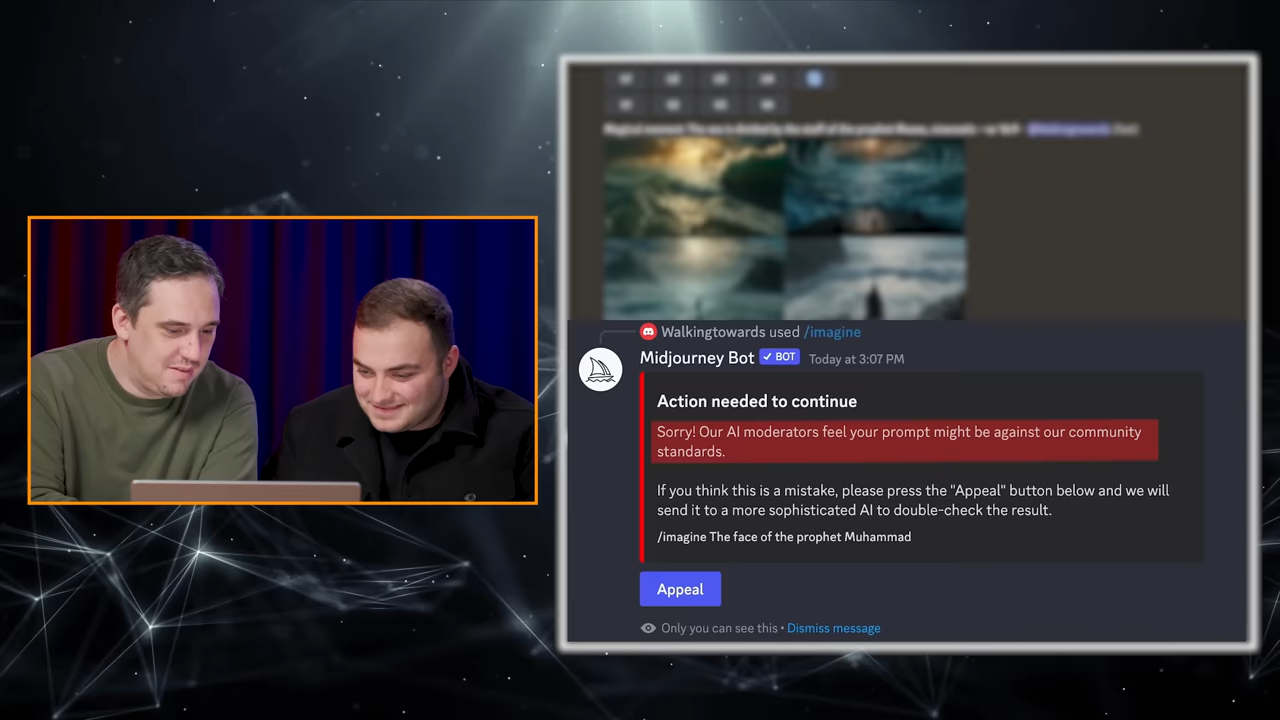 Walkingtowards used /imagine
Midjourney Bot ✓ BOT Today at 3:07 PM
Action needed to continue
Sorry! Our AI moderators feel your prompt might be against our community
standards.
If you think this is a mistake, please press the "Appeal" button below and we will
send it to a more sophisticated AI to double-check the result.
/imagine The face of the prophet Muhammad
Appeal
Only you can see this • Dismiss message